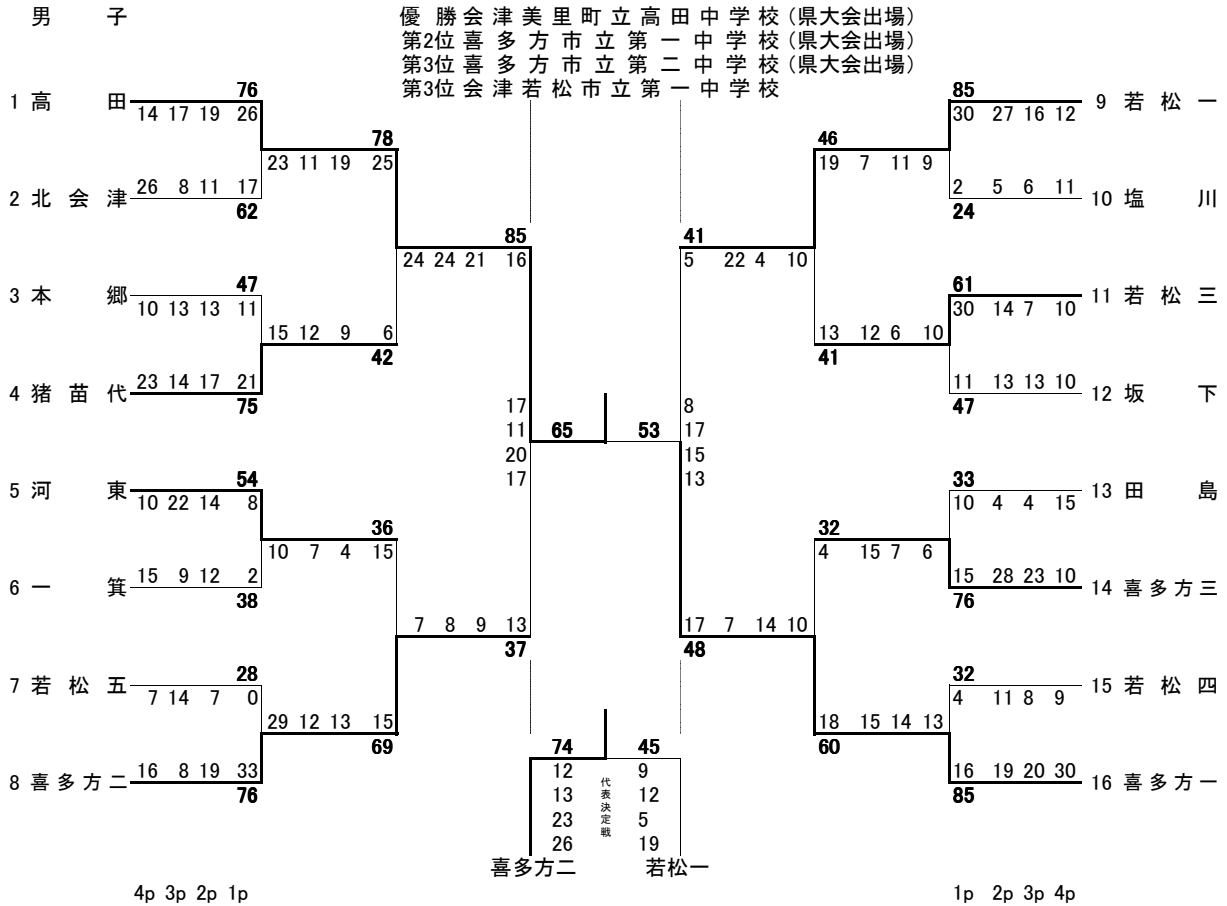 男 子
優 勝 会 津 美 里 町 立 高 田 中 学 校 (県大会出場)
第2位 喜 多 方 市 立 第 一 中 学 校 (県大会出場)
第3位 喜 多 方 市 立 第 二 中 学 校 (県大会出場)
第3位 会 津 若 松 市 立 第 一 中 学 校
76
1 高 田
14 17 19 26
78
23 11 19 25
26 8 11 17
2 北 会 津
62
85
24 24 21 16
47
3 本 郷
10 13 13 11
15 12 9 6
42
23 14 17 21
4 猪 苗 代
75
17
11
20
17
65
54
5 河 東
10 22 14 8
36
10 7 4 15
15 9 12 2
6 一 箕
38
7 8 9 13
37
28
7 若 松 五
7 14 7 0
29 12 13 15
69
16 8 19 33
8 喜 多 方 二
76
4p 3p 2p 1p
85
9 若 松 一
30 27 16 12
46
19 7 11 9
2 5 6 11
10 塩 川
24
41
5 22 4 10
61
11 若 松 三
30 14 7 10
13 12 6 10
41
11 13 13 10
12 坂 下
47
8
17
15
13
53
33
13 田 島
10 4 4 15
32
4 15 7 6
15 28 23 10
14 喜 多 方 三
76
17 7 14 10
48
32
15 若 松 四
4 11 8 9
18 15 14 13
60
16 19 20 30
16 喜 多 方 一
85
1p 2p 3p 4p
74 45
12 9
13 12
23 5
26 19
代表決定戦
喜多方二 若松一